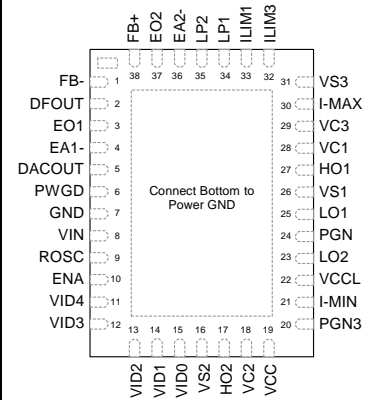 FB+ EO2 EA2- LP2 LP1 ILIM1 ILIM3
38 37 36 35 34 33 32
FB- 1 31 VS3
DFOUT 2 30 I-MAX
EO1 3 29 VC3
EA1- 4 28 VC1
DACOUT 5 27 HO1
PWGD 6 26 VS1
Connect Bottom to
Power GND
GND 7 25 LO1
VIN 8 24 PGN
ROSC 9 23 LO2
ENA 10 22 VCCL
VID4 11 21 I-MIN
VID3 12 20 PGN3
13 14 15 16 17 18 19
VID2 VID1 VID0 VS2 HO2 VC2 VCC